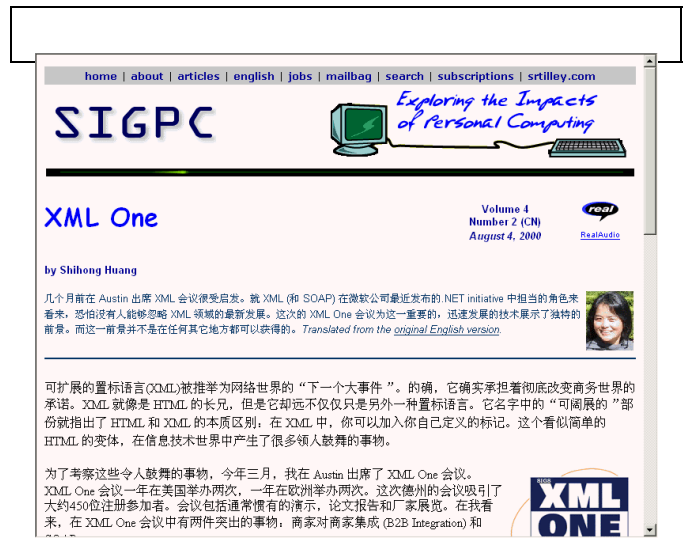 home | about | articles | english | jobs | mailbag | search | subscriptions | srtilley.com
SIGPC
Exploring the Impacts
of Personal Computing
XML One
Volume 4
Number 2 (CN)
August 4, 2000
real
RealAudio
by Shihong Huang
几个月前在 Austin 出席 XML 会议很受启发。就 XML (和 SOAP) 在微软公司最近发布的.NET initiative 中担当的角色来
看来，恐怕没有人能够忽略 XML 领域的最新发展。这次的 XML One 会议为这一重要的，迅速发展的技术展示了独特的
前景。而这一前景并不是在任何其它地方都可以获得的。Translated from the original English version.
可扩展的置标语言(XML)被推举为网络世界的“下一个大事件 ”。的确，它确实承担着彻底改变商务世界的
承诺。XML 就像是 HTML 的长兄，但是它却远不仅仅只是另外一种置标语言。它名字中的“可阔展的 ”部
份就指出了 HTML 和 XML 的本质区别：在 XML 中，你可以加入你自己定义的标记。这个看似简单的
HTML 的变体，在信息技术世界中产生了很多领人鼓舞的事物。
为了考察这些令人鼓舞的事物，今年三月，我在 Austin 出席了 XML One 会议。
XML One 会议一年在美国举办两次，一年在欧洲举办两次。这次德州的会议吸引了
大约450位注册参加者。会议包括通常惯有的演示，论文报告和厂家展览。在我看
来，在 XML One 会议中有两件突出的事物：商家对商家集成 (B2B Integration) 和
SIGS
XML
ONE